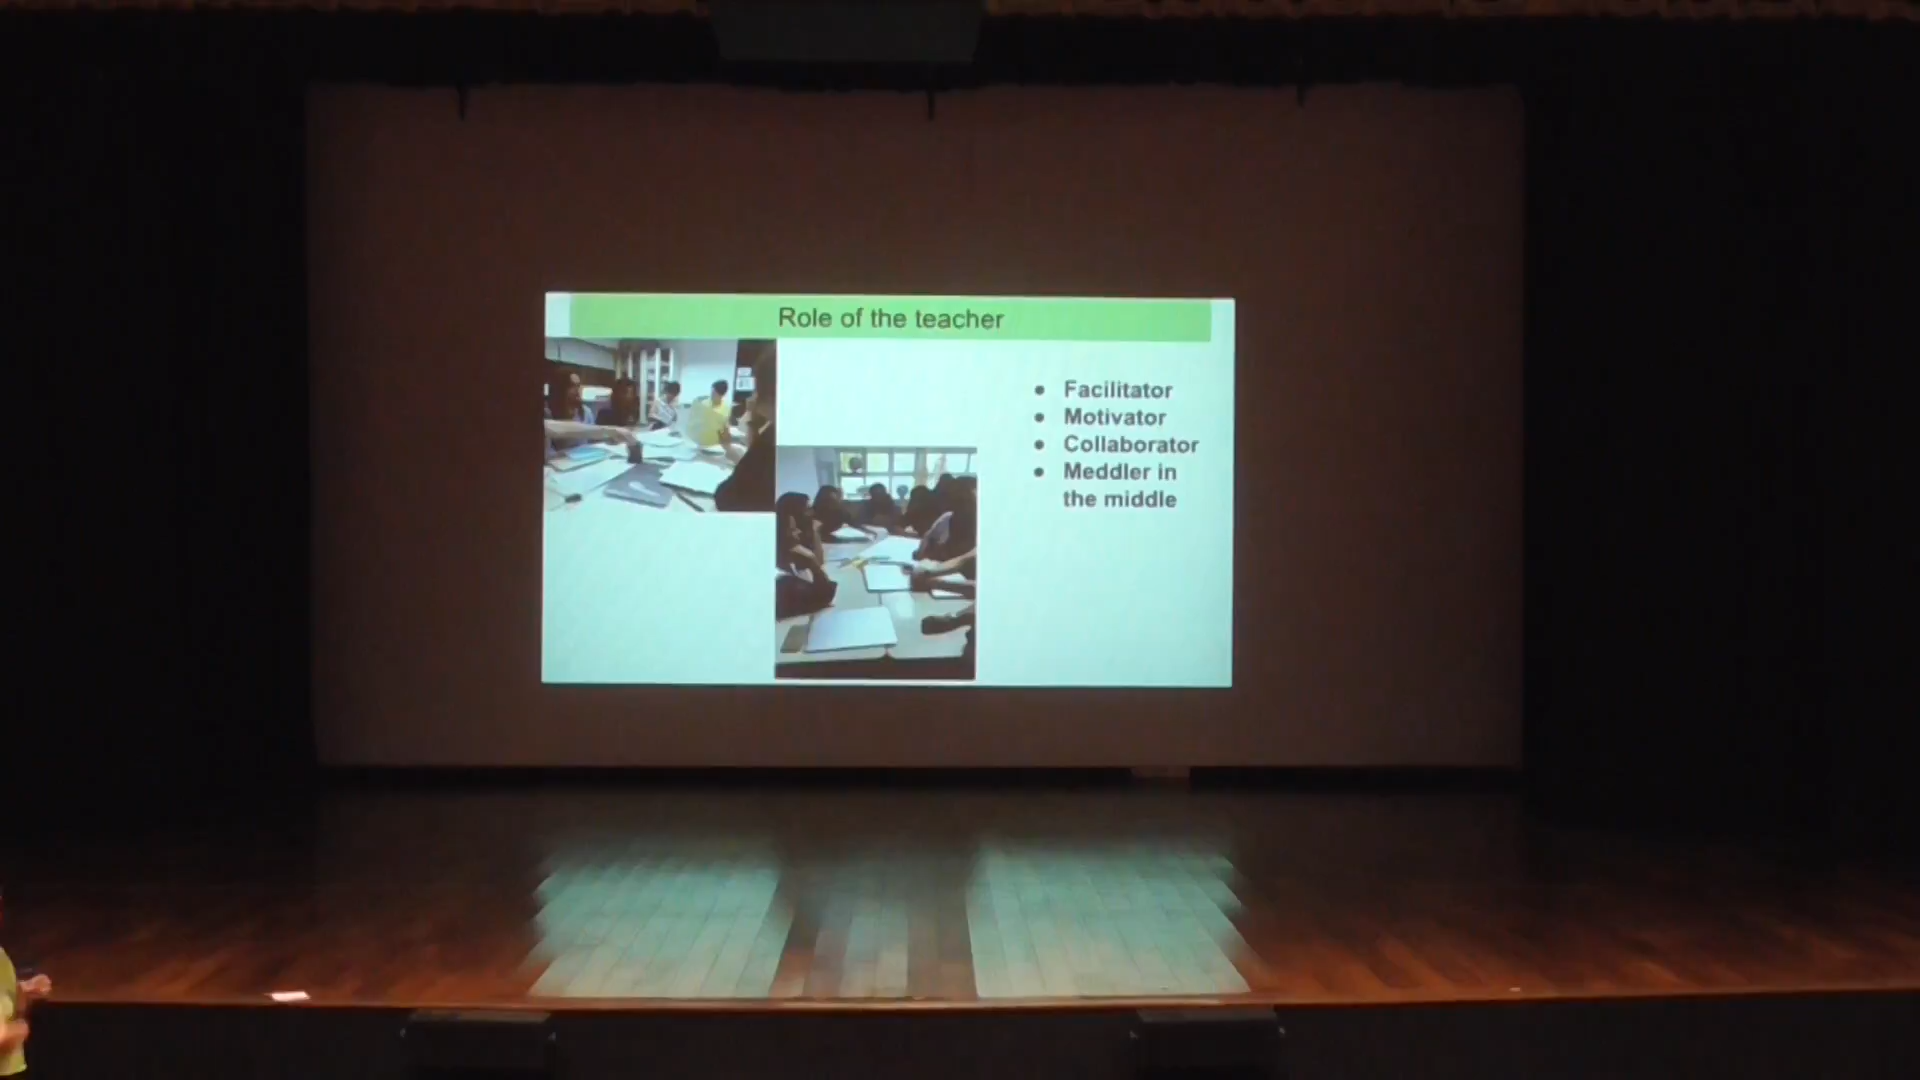 Role of the teacher
● Facilitator
● Motivator
● Collaborator
● Meddler in
the middle